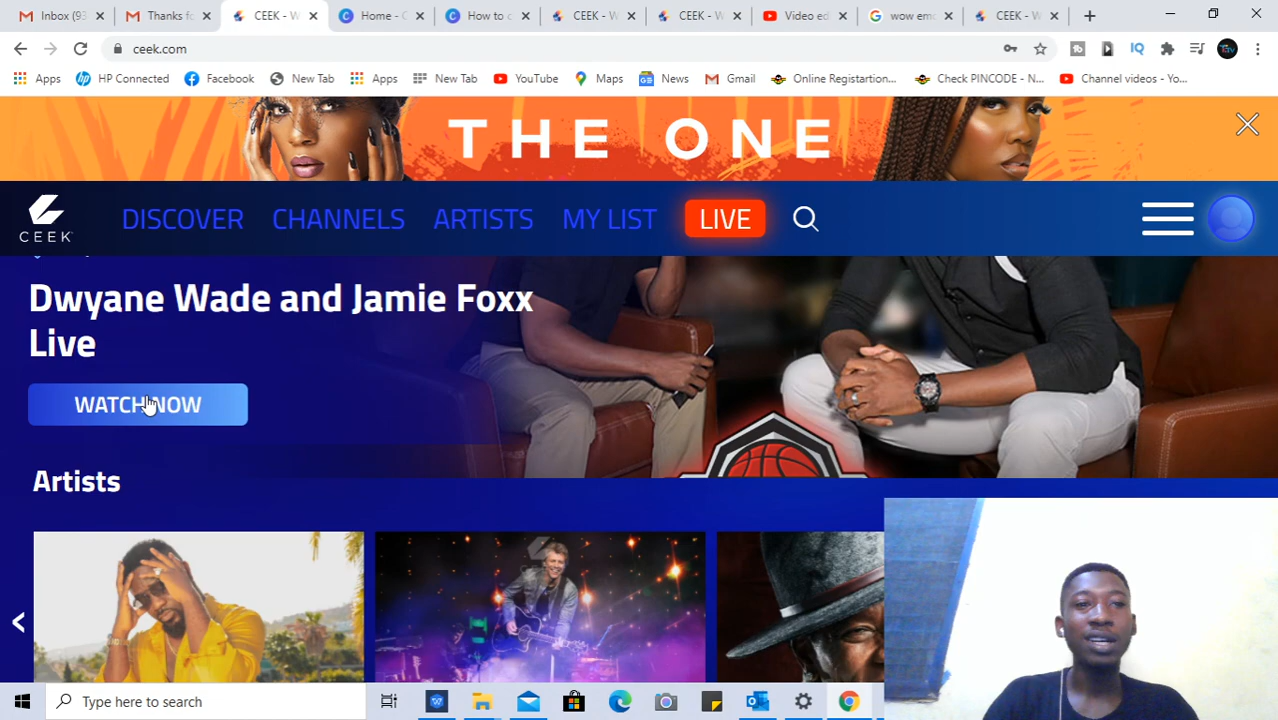 Inbox (93
Thanks fo
CEEK - W
Home - C
How to c
CEEK - W
CEEK - W
Video ed
wow emo
CEEK - W
ceek.com
Apps
HP Connected
Facebook
New Tab
Apps
New Tab
YouTube
Maps
News
Gmail
Online Registartion...
Check PINCODE - N...
Channel videos - Yo...
THE ONE
CEEK
DISCOVER
CHANNELS
ARTISTS
MY LIST
LIVE
Dwyane Wade and Jamie Foxx
Live
WATCH NOW
Artists
Type here to search